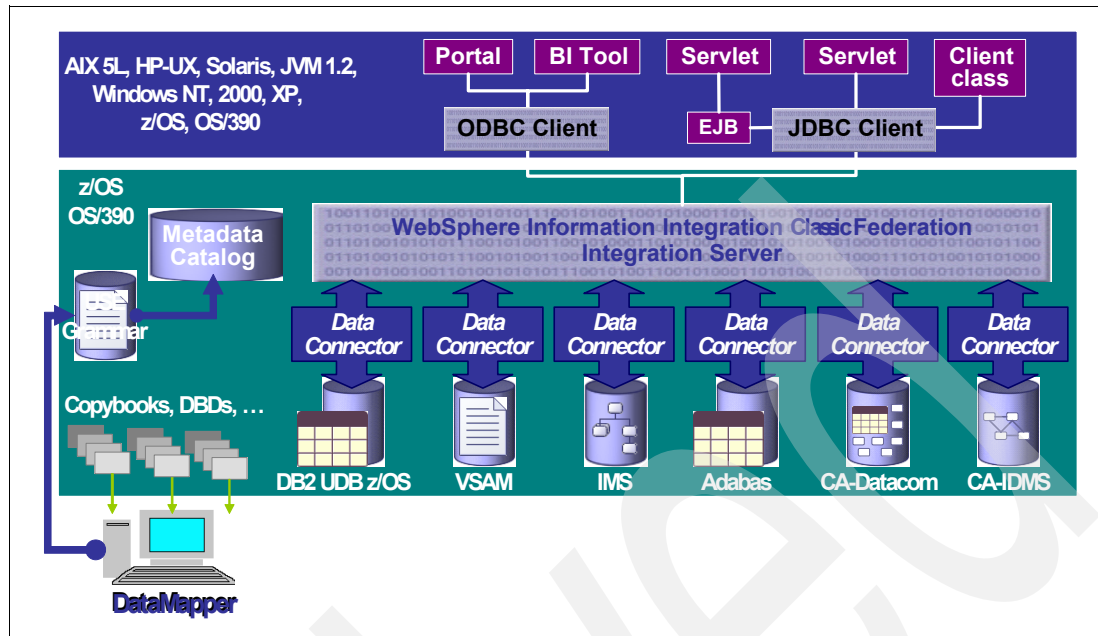 AIX 5L, HP-UX, Solaris, JVM 1.2,
Windows NT, 2000, XP,
z/OS, OS/390
Portal
BI Tool
Servlet
Servlet
Client
class
ODBC Client
EJB
JDBC Client
z/OS
OS/390
Metadata
Catalog
WebSphere Information Integration Classic Federation
Integration Server
Grammar
Data
Connector
Data
Connector
Data
Connector
Data
Connector
Data
Connector
Data
Connector
Copybooks, DBDs, …
DB2 UDB z/OS
VSAM
IMS
Adabas
CA-Datacom
CA-IDMS
DataMapper